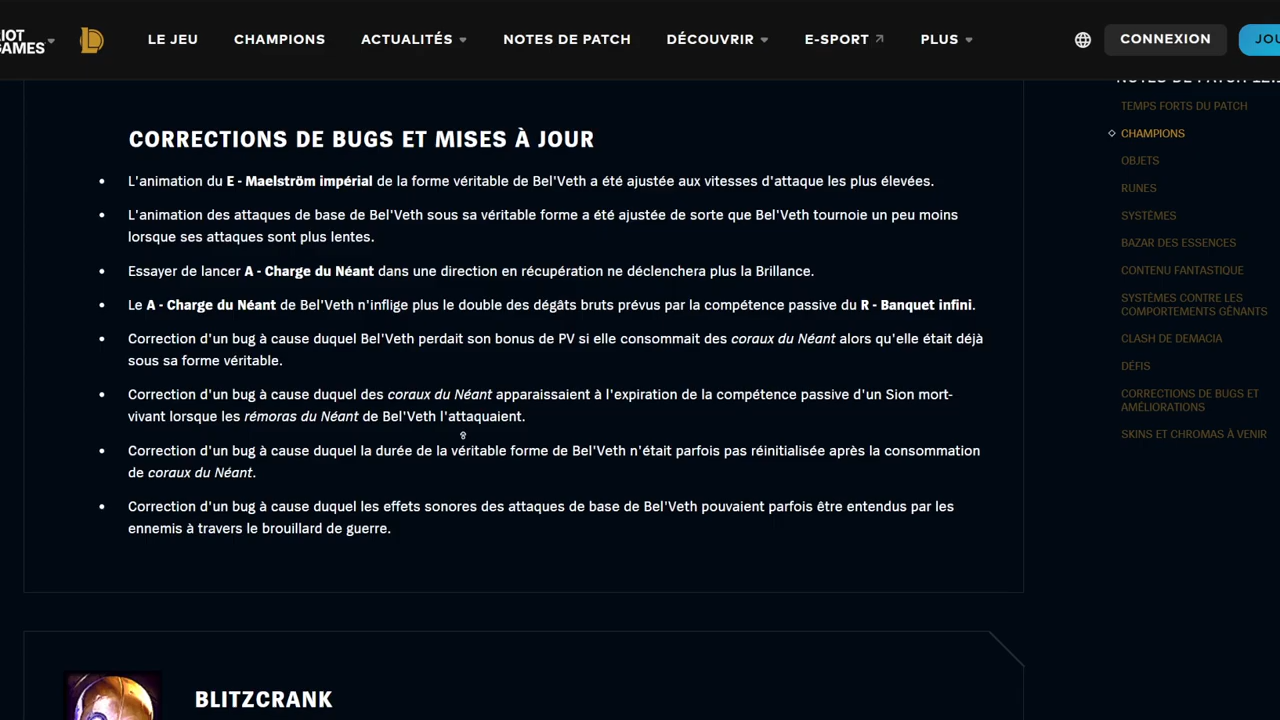 RIOT
GAMES
LE JEU
CHAMPIONS
ACTUALITÉS
NOTES DE PATCH
DÉCOUVRIR
E-SPORT
PLUS
CONNEXION
CORRECTIONS DE BUGS ET MISES À JOUR
• L'animation du E - Maelström impérial de la forme véritable de Bel'Veth a été ajustée aux vitesses d'attaque les plus élevées.
• L'animation des attaques de base de Bel'Veth sous sa véritable forme a été ajustée de sorte que Bel'Veth tournoie un peu moins
lorsque ses attaques sont plus lentes.
• Essayer de lancer A - Charge du Néant dans une direction en récupération ne déclenchera plus la Brillance.
• Le A - Charge du Néant de Bel'Veth n'inflige plus le double des dégâts bruts prévus par la compétence passive du R - Banquet infini.
• Correction d'un bug à cause duquel Bel'Veth perdait son bonus de PV si elle consommait des coraux du Néant alors qu'elle était déjà
sous sa forme véritable.
• Correction d'un bug à cause duquel des coraux du Néant apparaissaient à l'expiration de la compétence passive d'un Sion mort-
vivant lorsque les rémoras du Néant de Bel'Veth l'attaquaient.
• Correction d'un bug à cause duquel la durée de la véritable forme de Bel'Veth n'était parfois pas réinitialisée après la consommation
de coraux du Néant.
• Correction d'un bug à cause duquel les effets sonores des attaques de base de Bel'Veth pouvaient parfois être entendus par les
ennemis à travers le brouillard de guerre.
BLITZCRANK
NOTES DE PATCH
TEMPS FORTS DU PATCH
CHAMPIONS
OBJETS
RUNES
SYSTÈMES
BAZAR DES ESSENCES
CONTENU FANTASTIQUE
SYSTÈMES CONTRE LES
COMPORTEMENTS GÊNANTS
CLASH DE DEMACIA
DÉFIS
CORRECTIONS DE BUGS ET
AMÉLIORATIONS
SKINS ET CHROMAS À VENIR